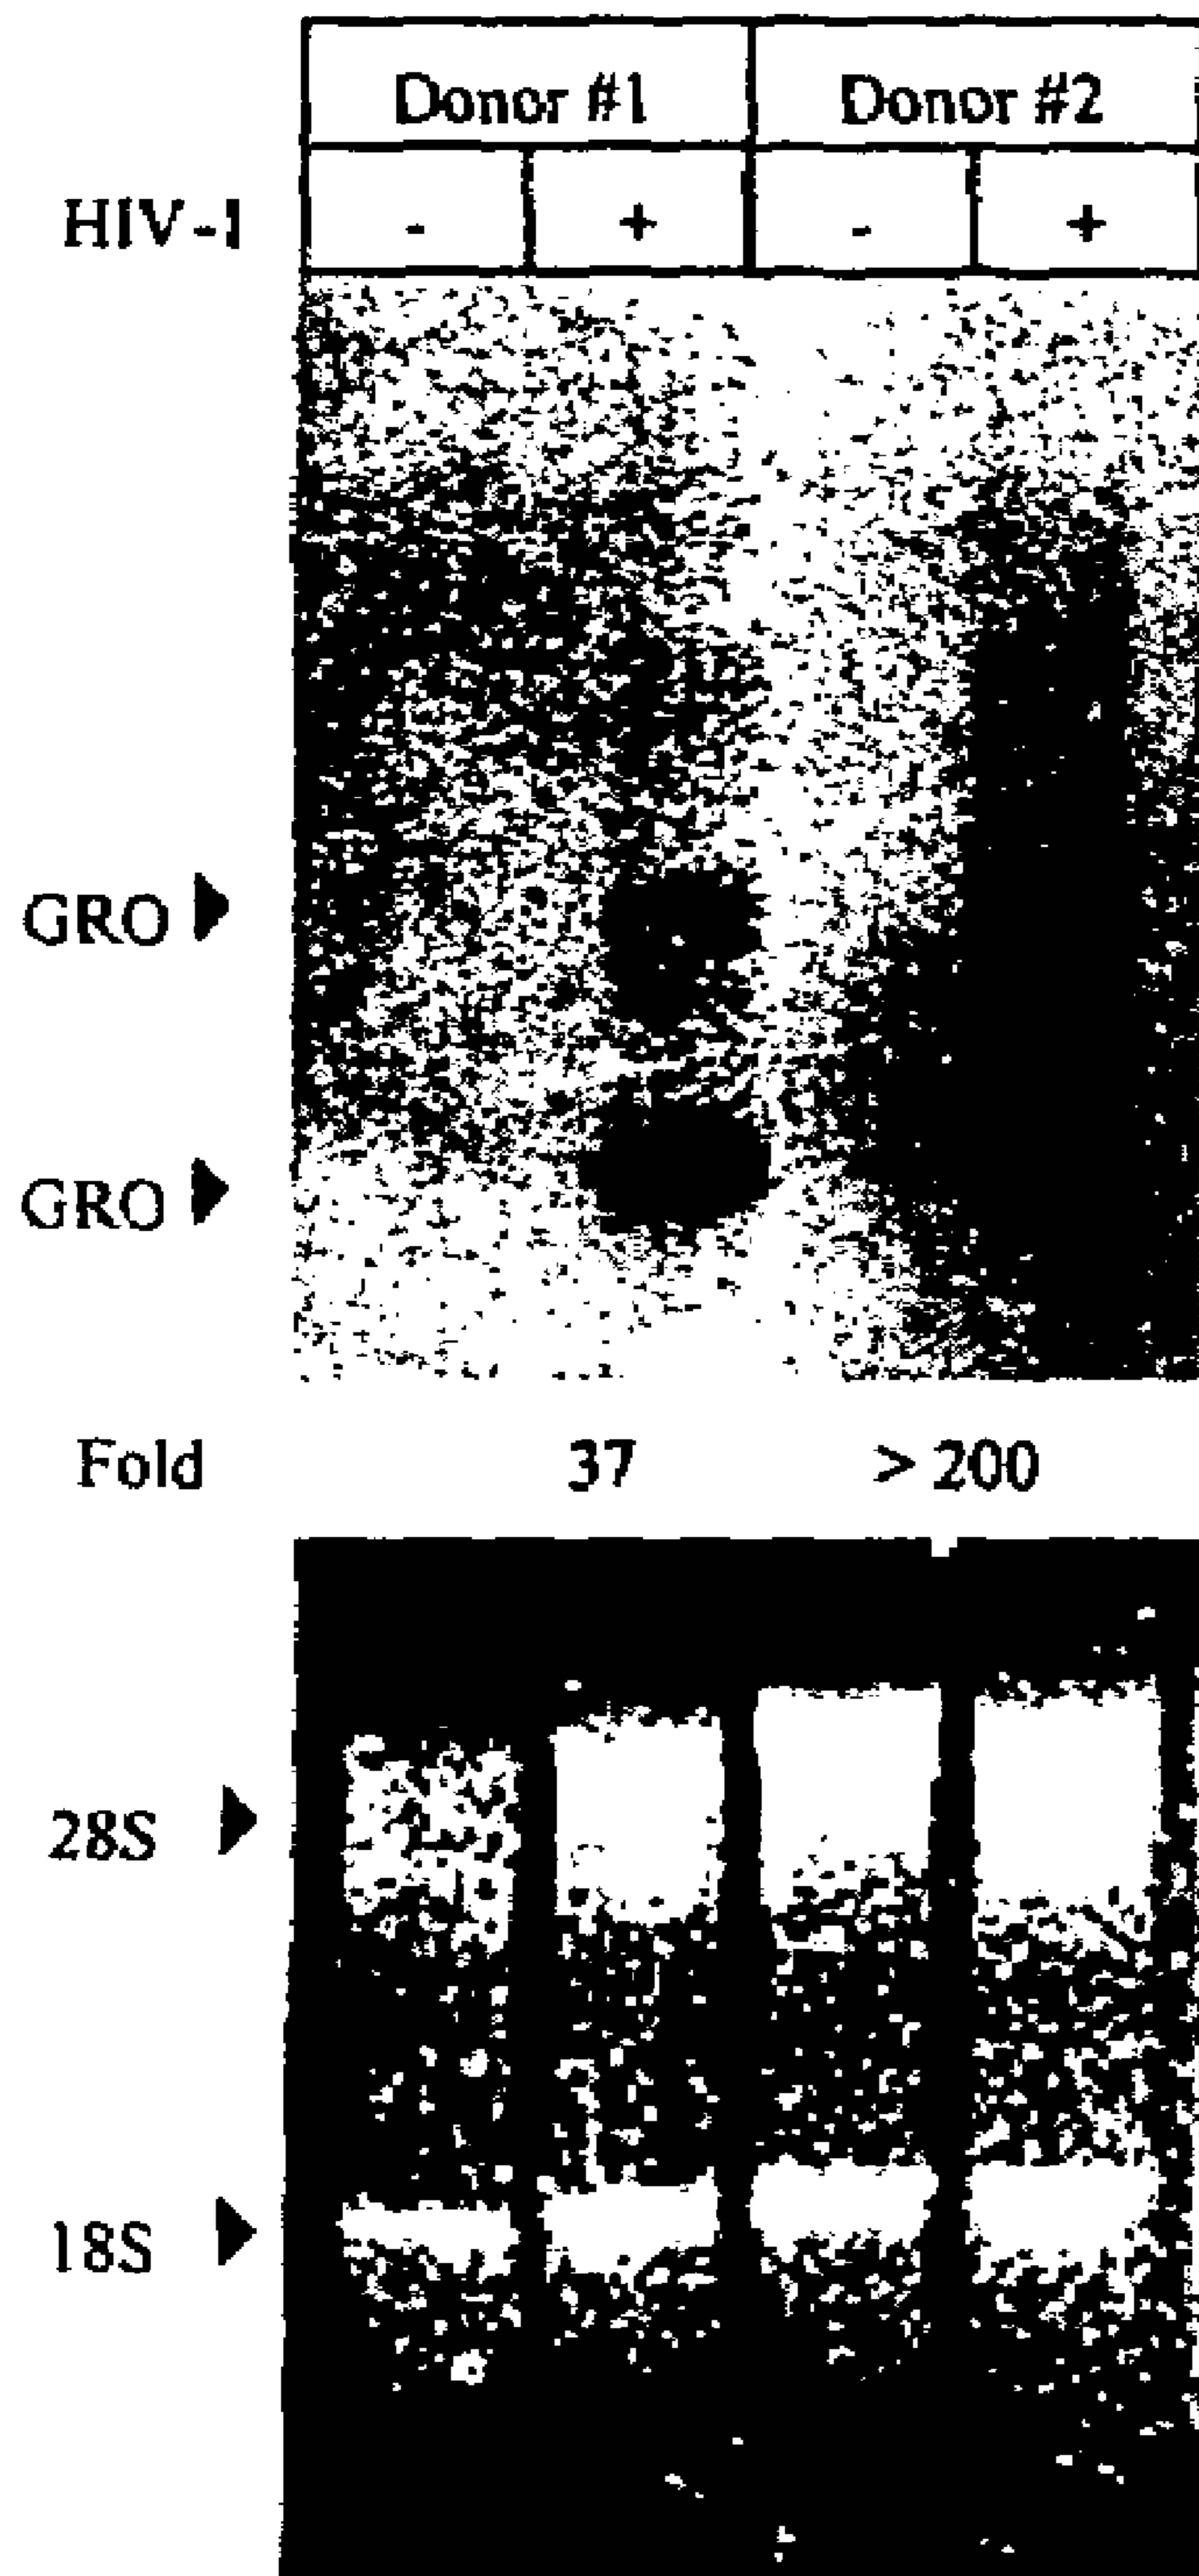 Donor #1 Donor #2
HIV-1 - + - +
GRO
GRO
Fold 37 > 200
28S
18S